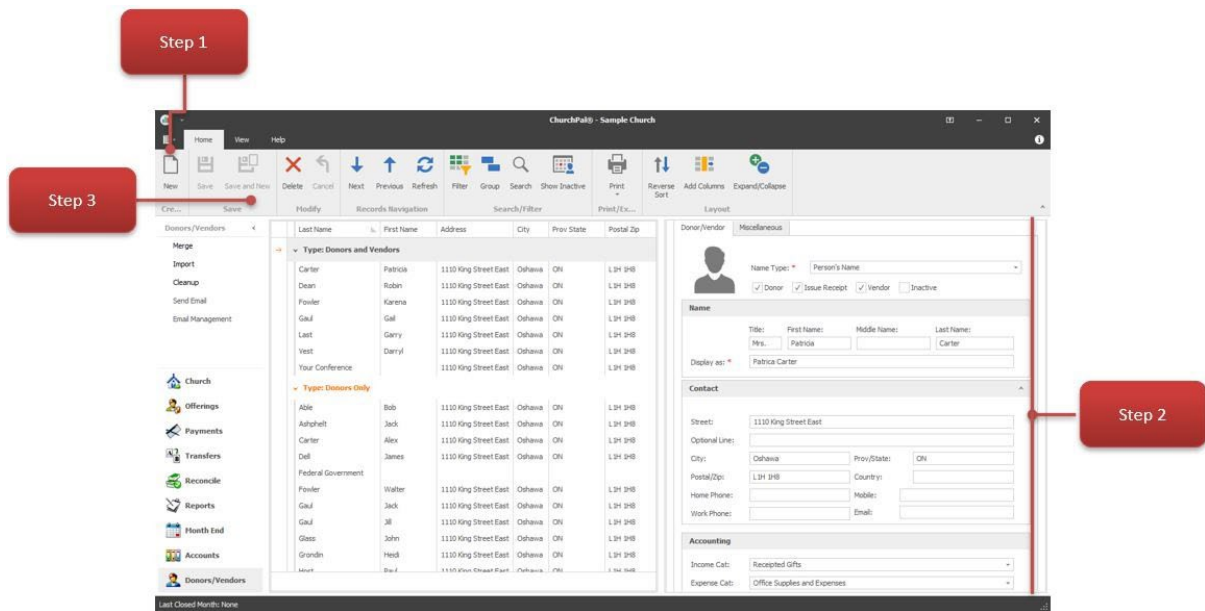 Step 1
ChurchPal® - Sample Church
Home View Help
New Save Save and New Delete Cancel Next Previous Refresh Filter Group Search Show Inactive Print Reverse Sort Add Columns Expand/Collapse
Step 3
Cre... Save Modify Records Navigation Search/Filter Print/Ex... Layout
Donors/Vendors
Merge
Import
Cleanup
Send Email
Email Management
Church
Offerings
Payments
Transfers
Reconcile
Reports
Month End
Accounts
Donors/Vendors
Last Name First Name Address City Prov State Postal Zip
Type: Donors and Vendors
Carter Patricia 1110 King Street East Oshawa ON L1H 1H8
Dean Robin 1110 King Street East Oshawa ON L1H 1H8
Fowler Karena 1110 King Street East Oshawa ON L1H 1H8
Gaul Gail 1110 King Street East Oshawa ON L1H 1H8
Last Garry 1110 King Street East Oshawa ON L1H 1H8
Vest Darryl 1110 King Street East Oshawa ON L1H 1H8
Your Conference 1110 King Street East Oshawa ON L1H 1H8
Type: Donors Only
Able Bob 1110 King Street East Oshawa ON L1H 1H8
Ashphelt Jack 1110 King Street East Oshawa ON L1H 1H8
Carter Alex 1110 King Street East Oshawa ON L1H 1H8
Dell James 1110 King Street East Oshawa ON L1H 1H8
Federal Government
Fowler Walter 1110 King Street East Oshawa ON L1H 1H8
Gaul Jack 1110 King Street East Oshawa ON L1H 1H8
Gaul Jill 1110 King Street East Oshawa ON L1H 1H8
Glass John 1110 King Street East Oshawa ON L1H 1H8
Grondin Heidi 1110 King Street East Oshawa ON L1H 1H8
Host Paul 1110 King Street East Oshawa ON L1H 1H8
Donor/Vendor Miscellaneous
Name Type: * Person's Name
Donor Issue Receipt Vendor Inactive
Name
Title: First Name: Middle Name: Last Name:
Mrs. Patricia Carter
Display as: * Patrica Carter
Contact
Street: 1110 King Street East
Optional Line:
City: Oshawa Prov/State: ON
Postal/Zip: L1H 1H8 Country:
Home Phone: Mobile:
Work Phone: Email:
Accounting
Income Cat: Receipted Gifts
Expense Cat: Office Supplies and Expenses
Step 2
Last Closed Month: None